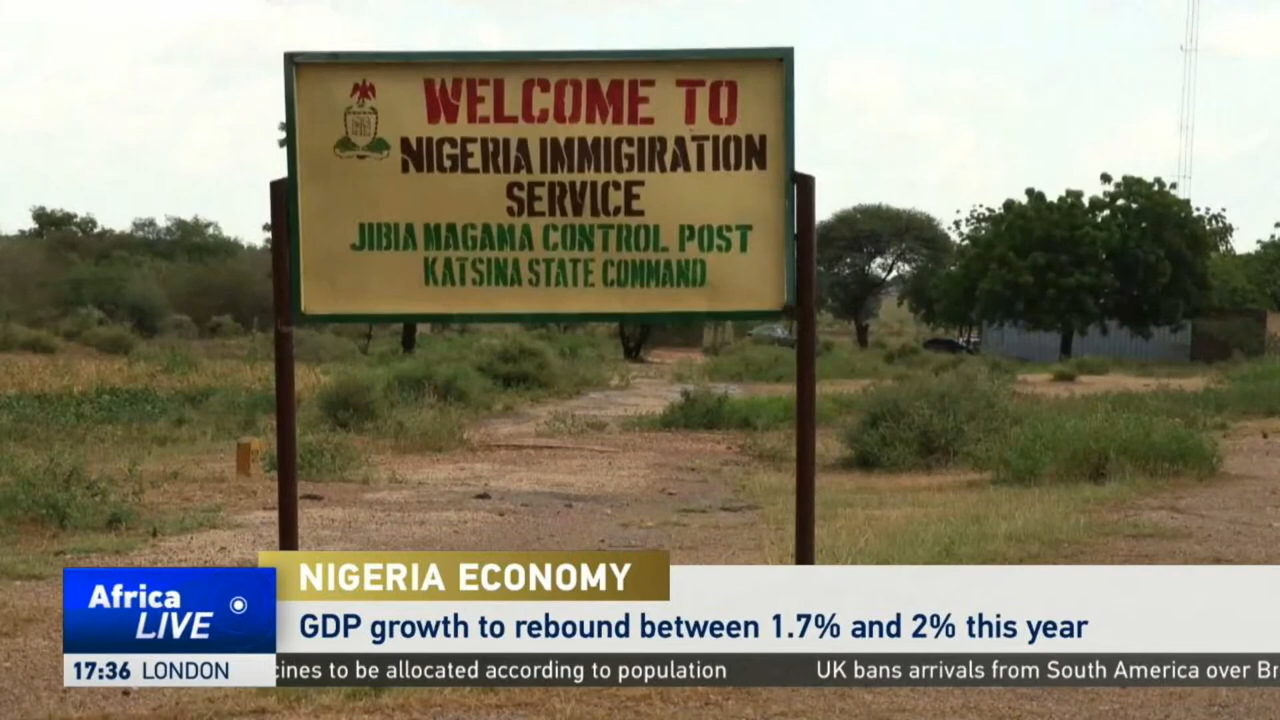 WELCOME TO
NIGERIA IMMIGIRATION
SERVICE
JIBIA MAGAMA CONTROL POST
KATSINA STATE COMMAND
NIGERIA ECONOMY
Africa
LIVE
GDP growth to rebound between 1.7% and 2% this year
17:36 LONDON
cines to be allocated according to population UK bans arrivals from South America over Br